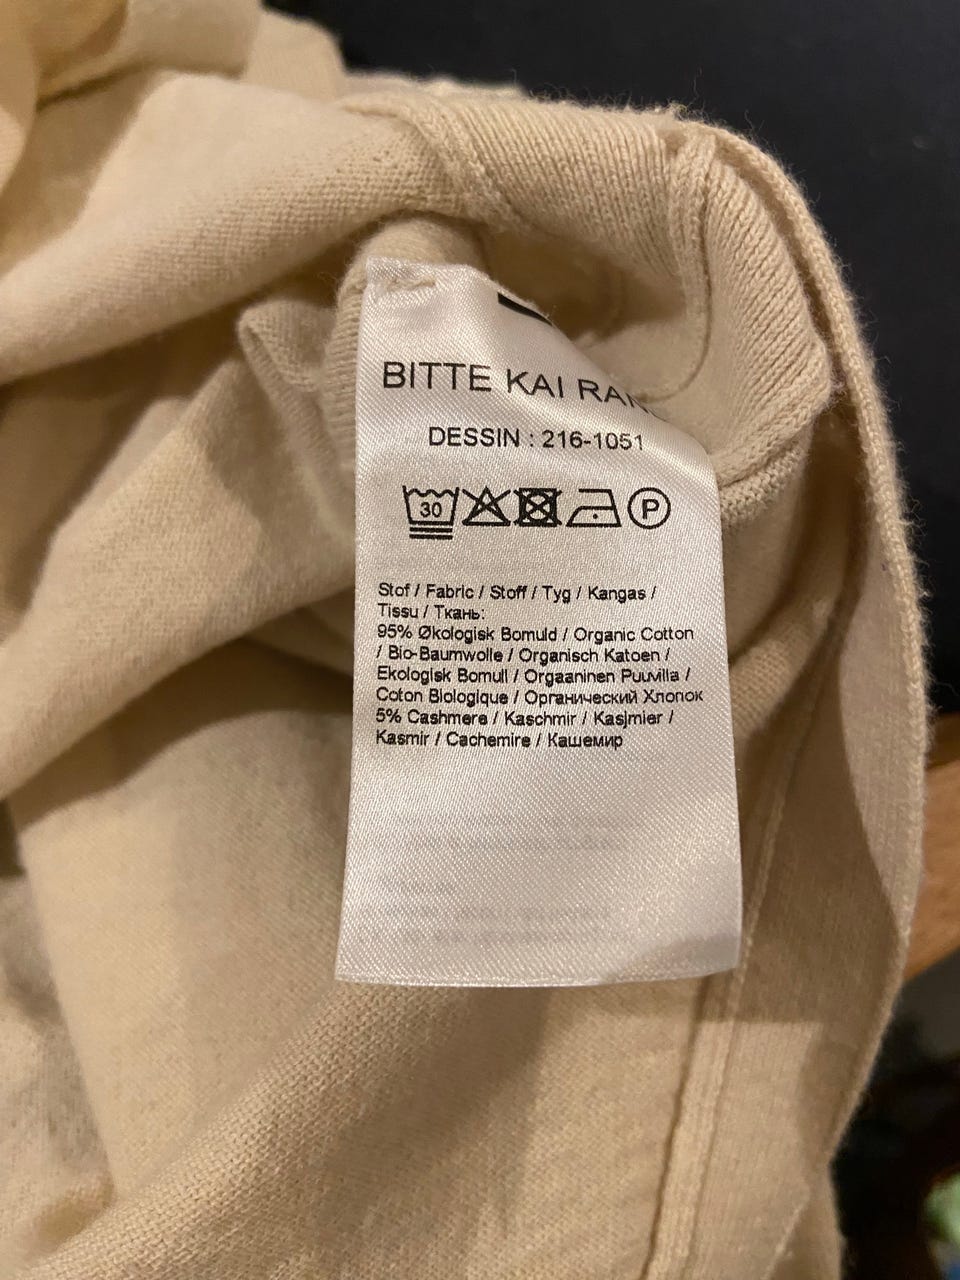 BITTE KAI RAN
DESSIN : 216-1051
30 P
Stof / Fabric / Stoff / Tyg / Kangas /
Tissu / Ткань:
95% Økologisk Bomuld / Organic Cotton
/ Bio-Baumwolle / Organisch Katoen /
Ekologisk Bomull / Orgaaninen Puuvilla /
Coton Biologique / Органический Хлопок
5% Cashmere / Kaschmir / Kasjmier /
Kasmir / Cachemire / Кашемир